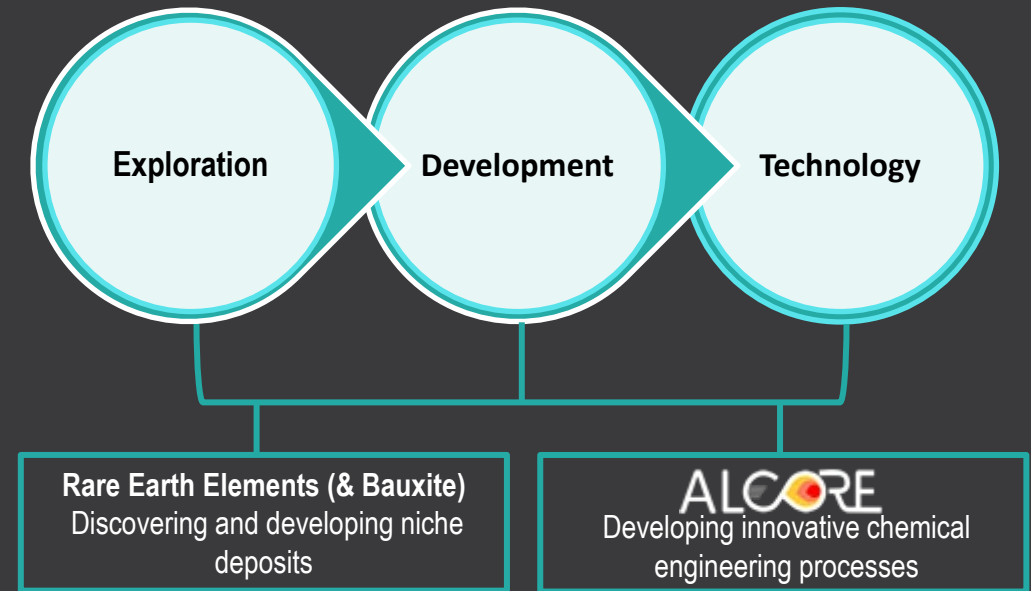 Exploration
Development
Technology
Rare Earth Elements (& Bauxite)
Discovering and developing niche
deposits
ALCORE
Developing innovative chemical
engineering processes